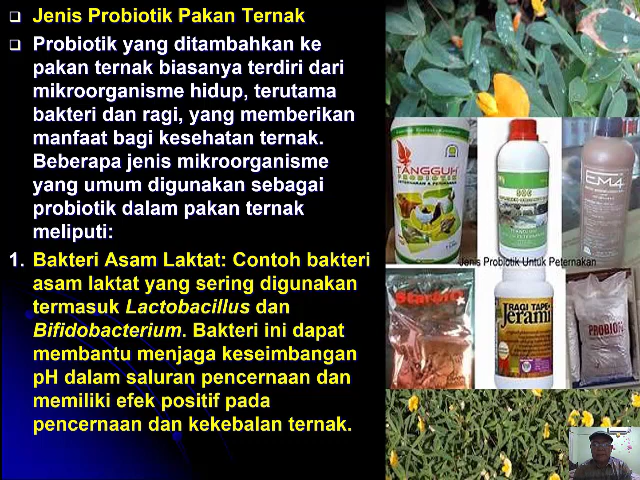 Jenis Probiotik Pakan Ternak
Probiotik yang ditambahkan ke
pakan ternak biasanya terdiri dari
mikroorganisme hidup, terutama
bakteri dan ragi, yang memberikan
manfaat bagi kesehatan ternak.
Beberapa jenis mikroorganisme
yang umum digunakan sebagai
probiotik dalam pakan ternak
meliputi:
1. Bakteri Asam Laktat: Contoh bakteri
asam laktat yang sering digunakan
termasuk Lactobacillus dan
Bifidobacterium. Bakteri ini dapat
membantu menjaga keseimbangan
pH dalam saluran pencernaan dan
memiliki efek positif pada
pencernaan dan kekebalan ternak.
TANGGUH
PROBIOTIK
SOC
EM4
Jenis Probiotik Untuk Peternakan
Starbio
RAGI TAPE
Jerami
PROBION